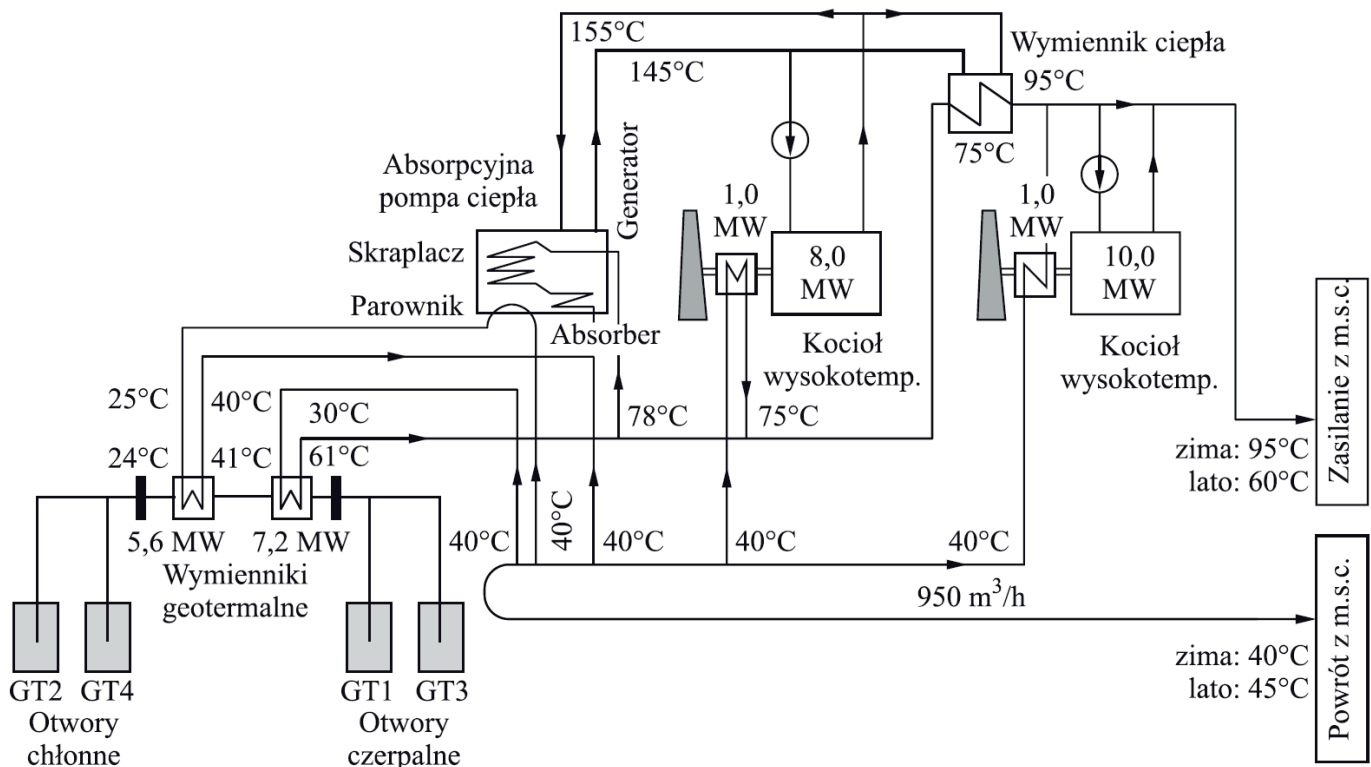 155°C
145°C
Wymiennik ciepła
95°C
75°C
Absorpcyjna
pompa ciepła
Generator
1,0
MW
1,0
MW
Skraplacz
8,0
MW
10,0
MW
Parownik
Absorber
Kocioł
wysokotemp.
Kocioł
wysokotemp.
25°C
40°C
30°C
78°C
75°C
24°C
41°C
61°C
zima: 95°C
lato: 60°C
Zasilanie z m.s.c.
5,6 MW
7,2 MW
Wymienniki
geotermalne
40°C
40°C
40°C
40°C
40°C
950 m³/h
zima: 40°C
lato: 45°C
Powrót z m.s.c.
GT2
GT4
GT1
GT3
Otwory
chłonne
Otwory
czerpalne